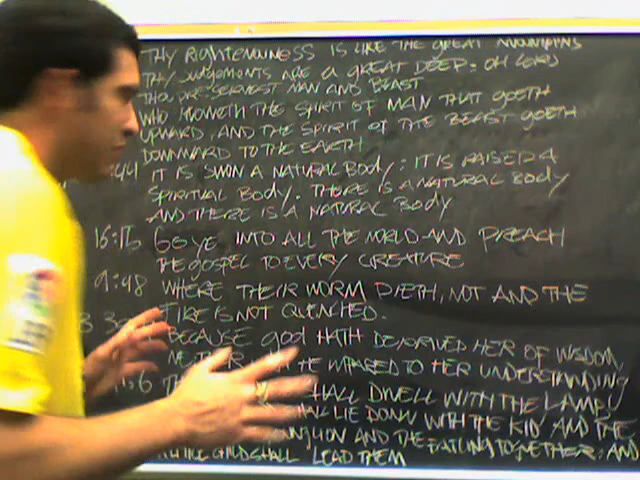 THY RIGHTEOUSNESS IS LIKE THE GREAT MOUNTAINS
THY JUDGEMENTS ARE A GREAT DEEP: OH LORD
THOU PRESERVEST MAN AND BEAST
WHO KNOWETH THE SPIRIT OF MAN THAT GOETH
UPWARD, AND THE SPIRIT OF THE BEAST GOETH
DOWNWARD TO THE EARTH
44 IT IS SOWN A NATURAL BODY: IT IS RAISED A
SPIRITUAL BODY. THERE IS A NATURAL BODY
AND THERE IS A NATURAL BODY
16:15 GO YE INTO ALL THE WORLD AND PREACH
THE GOSPEL TO EVERY CREATURE
9:48 WHERE THEIR WORM DIETH, NOT AND THE
FIRE IS NOT QUENCHED.
BECAUSE GOD HATH DEPRIVED HER OF WISDOM,
HE IMPARED TO HER UNDERSTANDING
:6 SHALL DWELL WITH THE LAMB,
SHALL LIE DOWN WITH THE KID AND THE
LION AND THE FATLING TOGETHER; AND
CHILD SHALL LEAD THEM